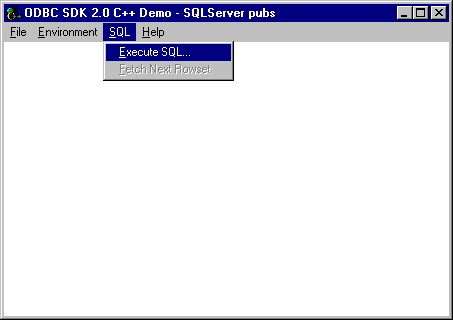 ODBC SDK 2.0 C++ Demo - SQLServer pubs
File Environment SQL Help
Execute SQL...
Fetch Next Rowset